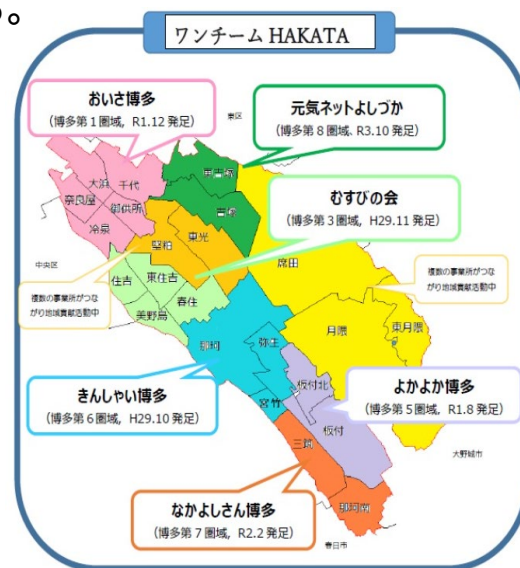 。
ワンチーム HAKATA
おいさ博多
（博多第1圏域，R1.12 発足）
元気ネットよしづか
（博多第8圏域，R3.10 発足）
むすびの会
（博多第3圏域，H29.11 発足）
きんしゃい博多
（博多第6圏域，H29.10 発足）
よかよか博多
（博多第5圏域，R1.8 発足）
なかよしさん博多
（博多第7圏域，R2.2 発足）
複数の事業所がつな
がり地域貢献活動中
複数の事業所がつな
がり地域貢献活動中
東区
中央区
大野城市
春日市
大浜
千代
奈良屋
御供所
冷泉
東吉塚
吉塚
堅粕
東光
席田
住吉
東住吉
春住
美野島
那珂
弥生
宮竹
月隈
東月隈
板付北
板付
三筑
那珂南